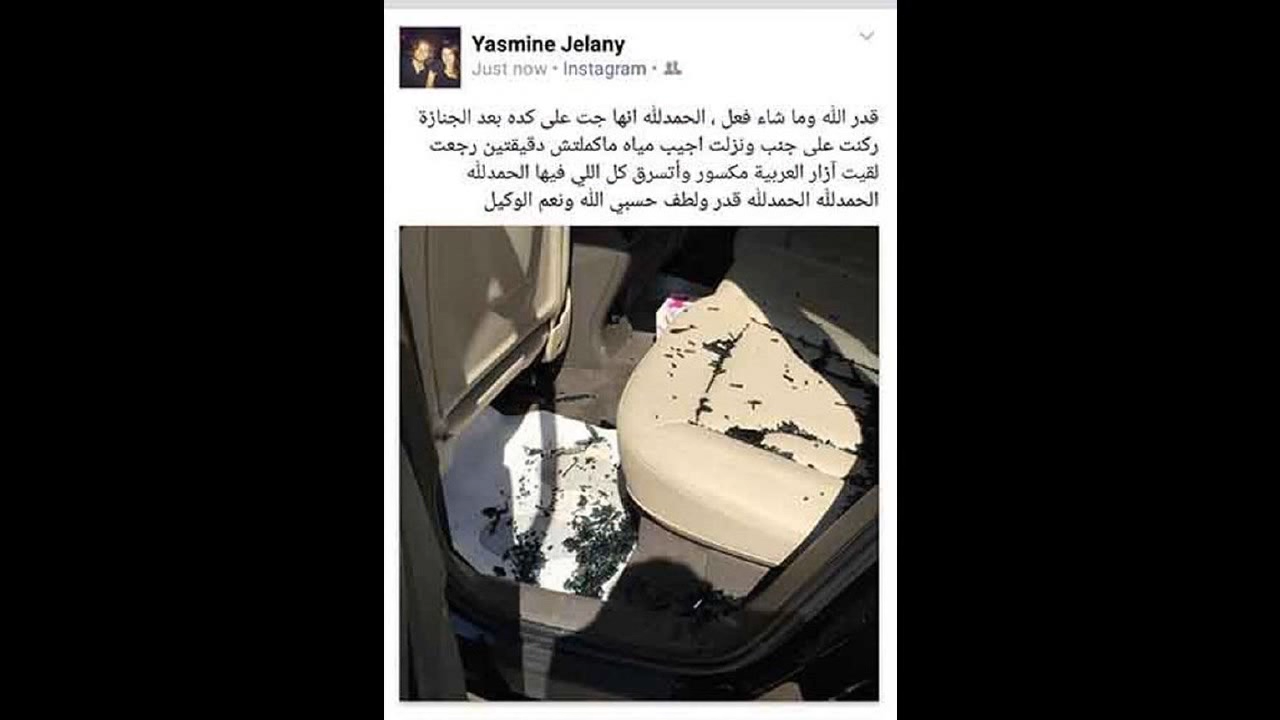 Yasmine Jelany
Just now • Instagram •
قدر الله وما شاء فعل ، الحمدلله انها جت على كده بعد الجنازة
ركنت على جنب ونزلت اجيب مياه ماكملتش دقيقتين رجعت
لقيت آزار العربية مكسور وأتسرق كل اللي فيها الحمدلله
الحمدلله الحمدلله قدر ولطف حسبي الله ونعم الوكيل